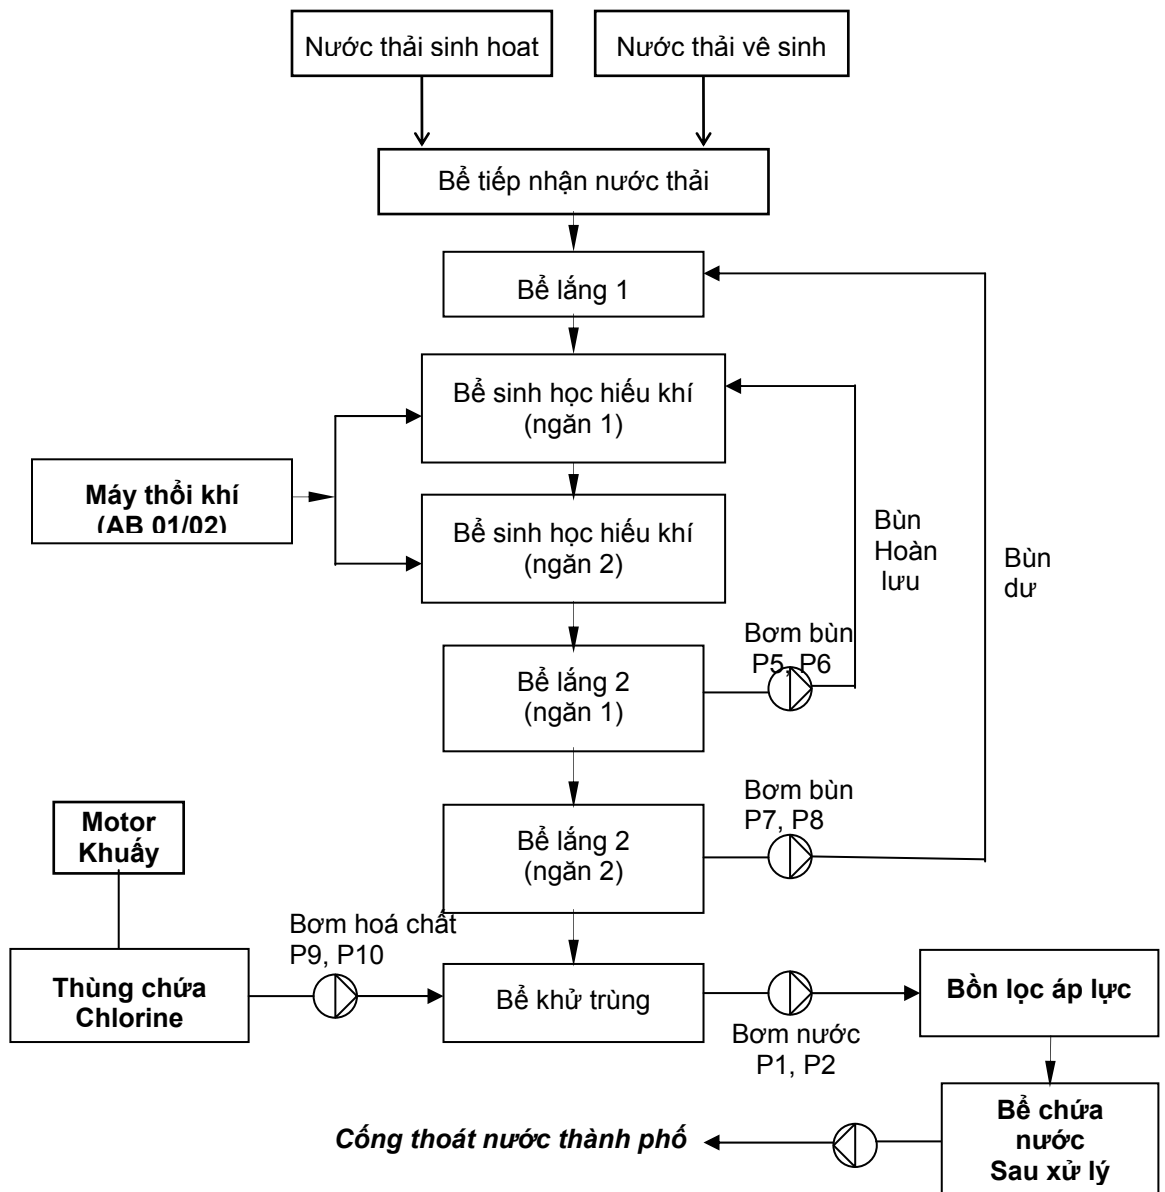 Nước thải sinh hoat
Nước thải vê sinh
Bể tiếp nhận nước thải
Bể lắng 1
Bể sinh học hiếu khí
(ngăn 1)
Máy thổi khí
(AB 01/02)
Bể sinh học hiếu khí
(ngăn 2)
Bùn
Hoàn
lưu
Bùn
dư
Bơm bùn
P5, P6
Bể lắng 2
(ngăn 1)
Bơm bùn
P7, P8
Bể lắng 2
(ngăn 2)
Motor
Khuấy
Bơm hoá chất
P9, P10
Thùng chứa
Chlorine
Bể khử trùng
Bơm nước
P1, P2
Bồn lọc áp lực
Bể chứa
nước
Sau xử lý
Cống thoát nước thành phố